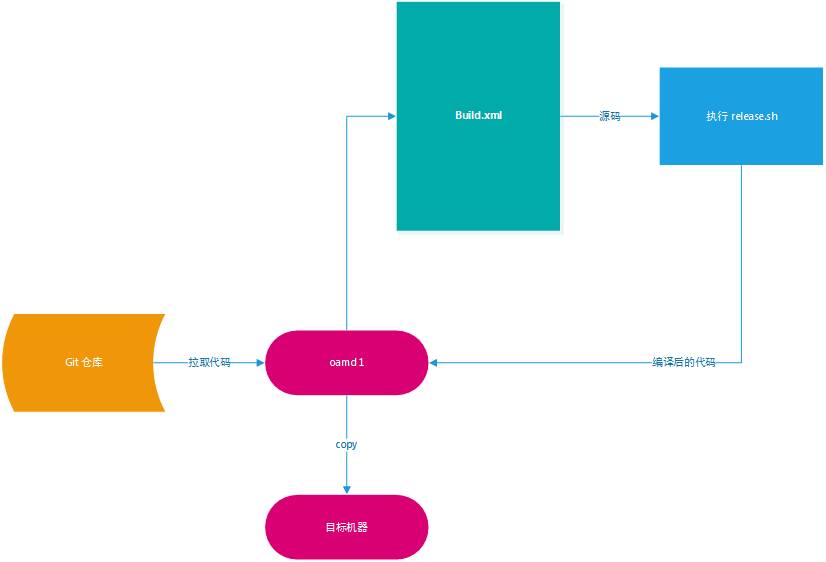 Build.xml
源码
执行 release.sh
Git 仓库
拉取代码
oamd 1
编译后的代码
copy
目标机器